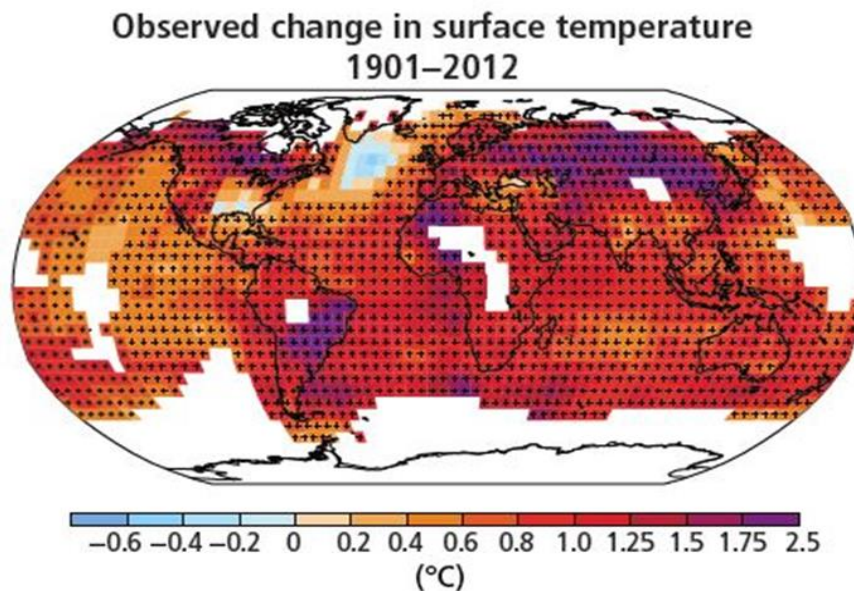 Observed change in surface temperature
1901–2012
−0.6 −0.4 −0.2 0 0.2 0.4 0.6 0.8 1.0 1.25 1.5 1.75 2.5
(°C)